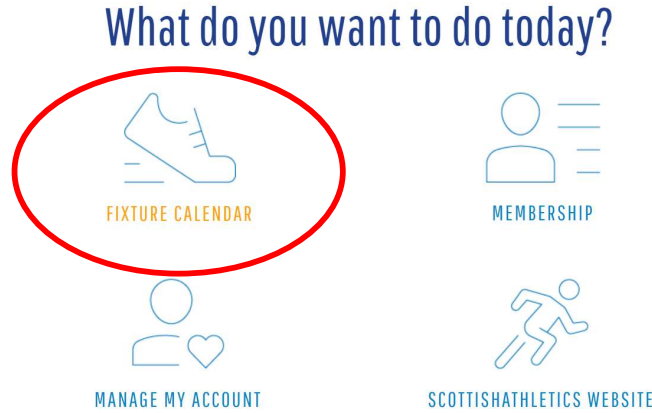 What do you want to do today?
FIXTURE CALENDAR
MEMBERSHIP
MANAGE MY ACCOUNT
SCOTTISHATHLETICS WEBSITE